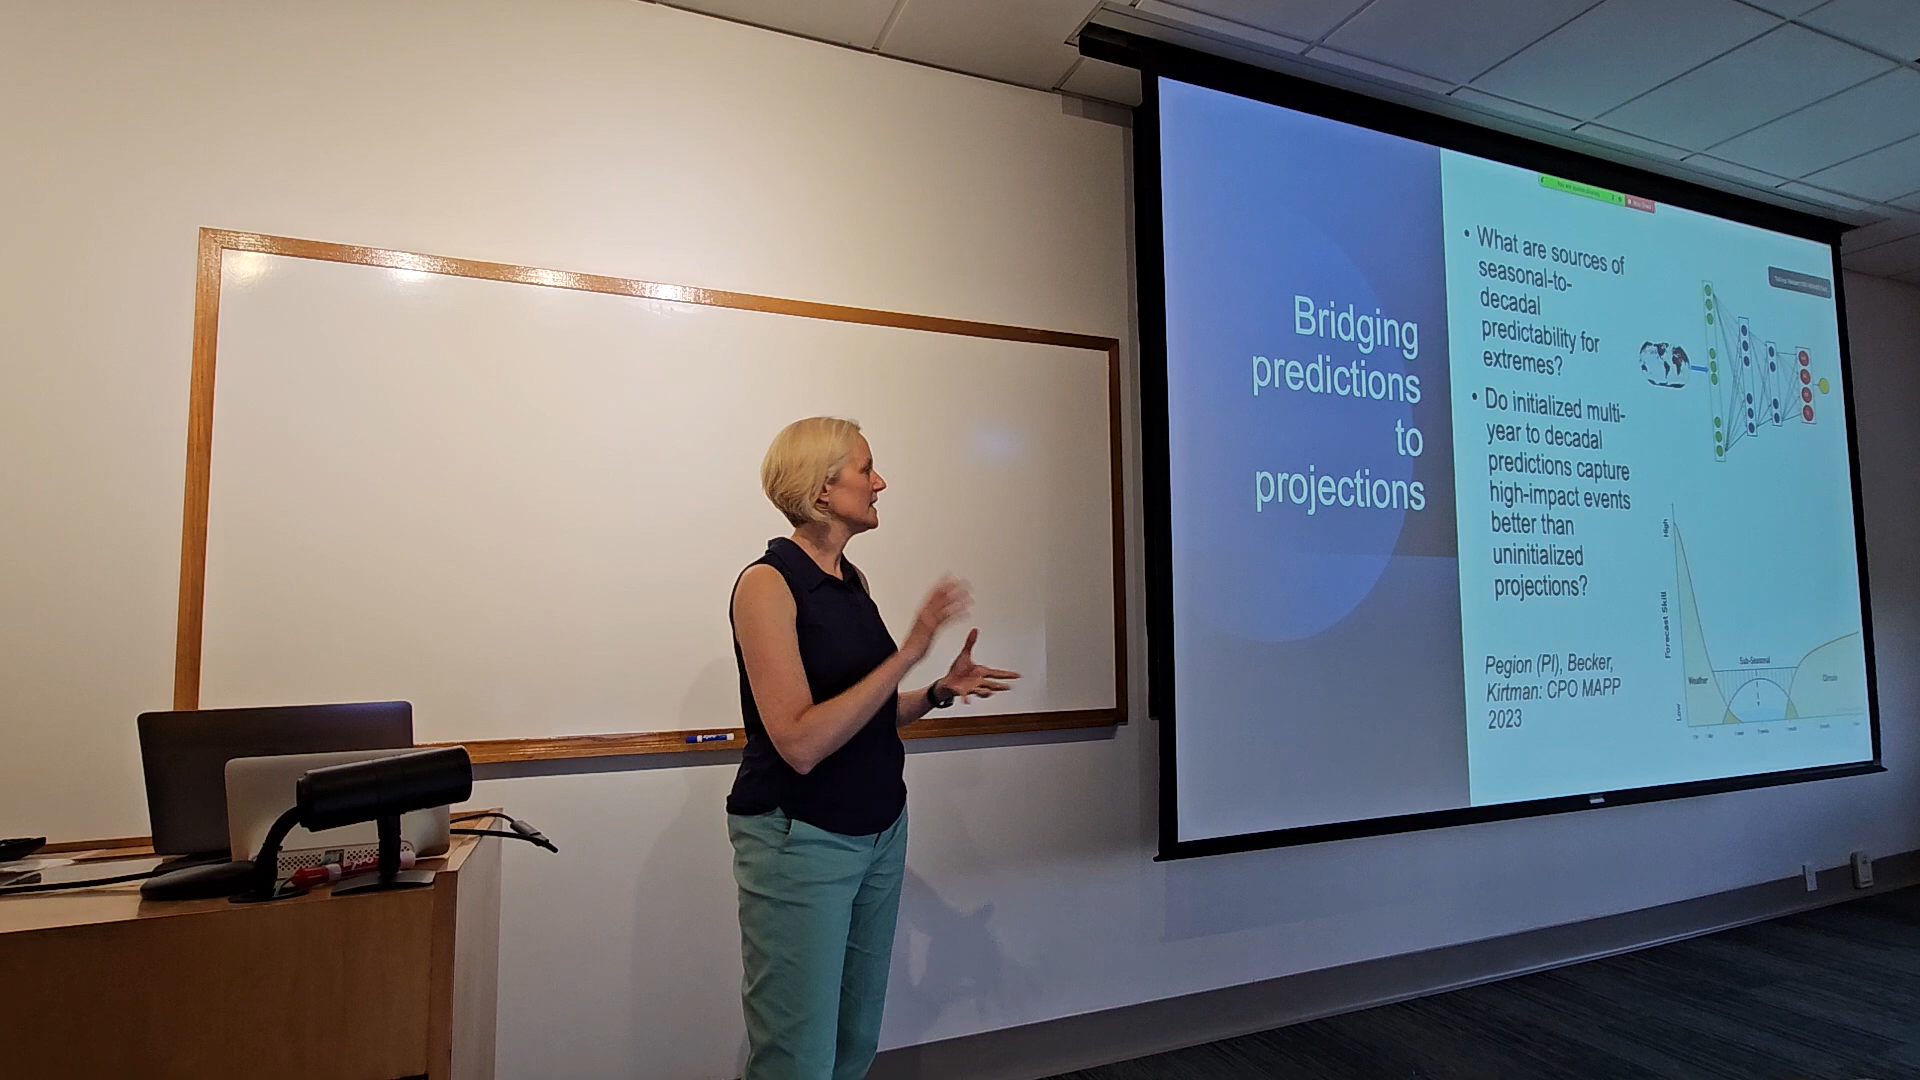 Bridging
predictions
to
projections
• What are sources of
seasonal-to-
decadal
predictability for
extremes?
• Do initialized multi-
year to decadal
predictions capture
high-impact events
better than
uninitialized
projections?
Pegion (PI), Becker,
Kirtman: CPO MAPP
2023
High
Forecast Skill
Low
Weather
Sub-Seasonal
Climate